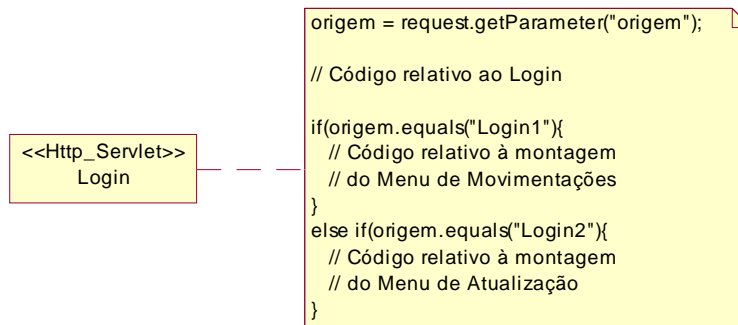 <<Http_Servlet>>
Login
origem = request.getParameter("origem");
// Código relativo ao Login
if(origem.equals("Login1"){
// Código relativo à montagem
// do Menu de Movimentações
}
else if(origem.equals("Login2"){
// Código relativo à montagem
// do Menu de Atualização
}